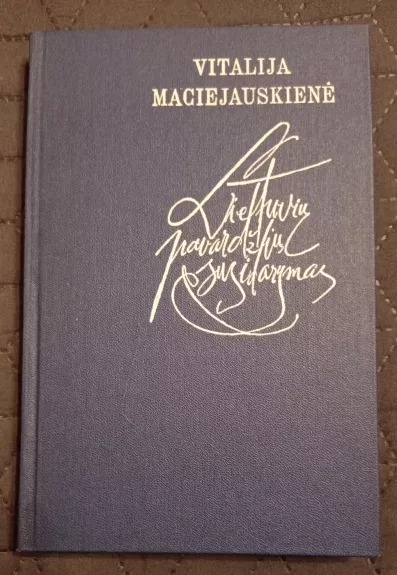 VITALIJA
MACIEJAUSKIENĖ
Lietuvių
pavardžių
susidarymas